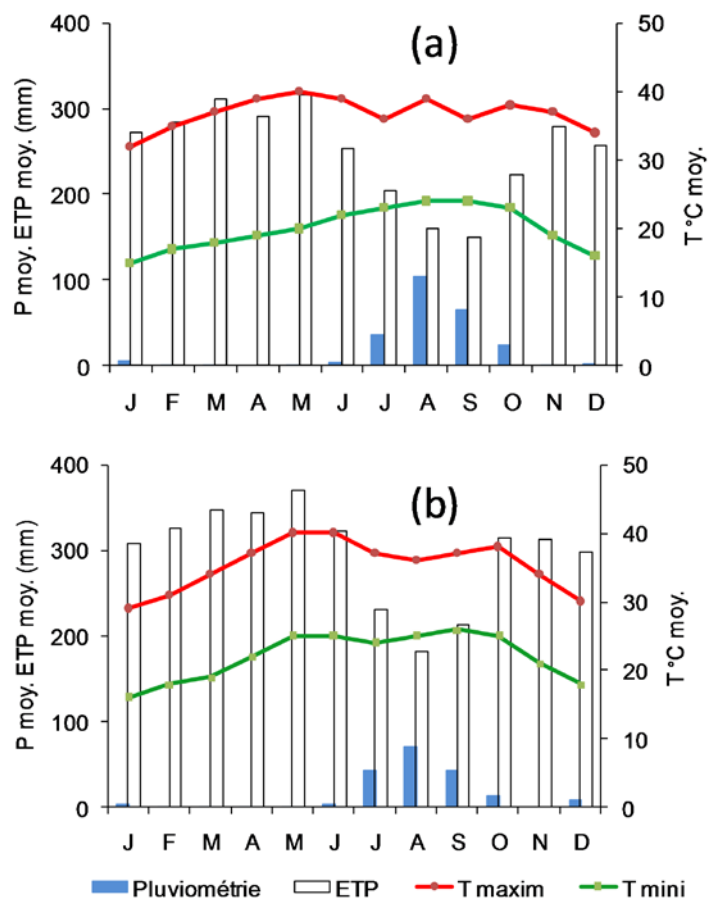 (a)
P moy. ETP moy. (mm)
400
300
200
100
0
50
40
30
20
10
0
T °C moy.
J F M A M J J A S O N D
(b)
P moy. ETP moy. (mm)
400
300
200
100
0
50
40
30
20
10
0
T °C moy.
J F M A M J J A S O N D
Pluviométrie ETP T maxim T mini